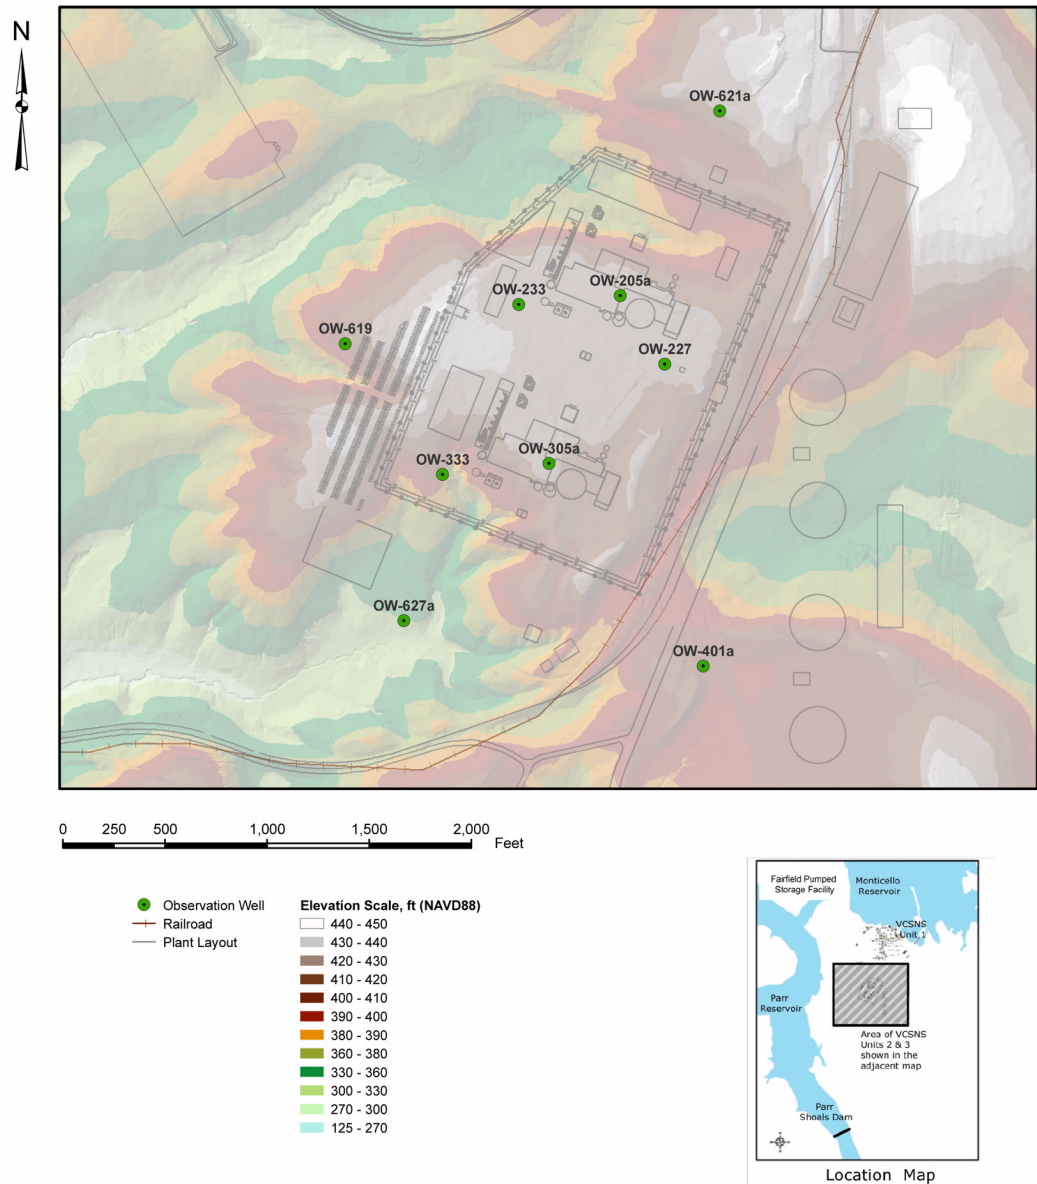 N
OW-621a
OW-233
OW-205a
OW-619
OW-227
OW-333
OW-305a
OW-627a
OW-401a
0 250 500 1,000 1,500 2,000
Feet
Observation Well
Railroad
Plant Layout
Elevation Scale, ft (NAVD88)
440 - 450
430 - 440
420 - 430
410 - 420
400 - 410
390 - 400
380 - 390
360 - 380
330 - 360
300 - 330
270 - 300
125 - 270
Fairfield Pumped
Storage Facility
Monticello
Reservoir
VCSNS
Unit 1
Parr
Reservoir
Area of VCSNS
Units 2 & 3
shown in the
adjacent map
Parr
Shoals Dam
Location Map